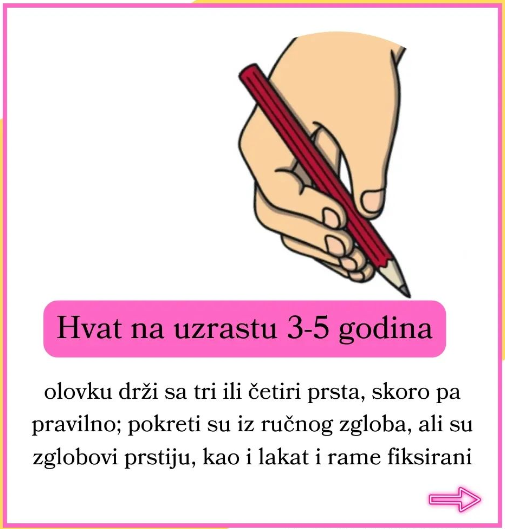 Hvat na uzrastu 3-5 godina
olovku drži sa tri ili četiri prsta, skoro pa
pravilno; pokreti su iz ručnog zgloba, ali su
zglobovi prstiju, kao i lakat i rame fiksirani